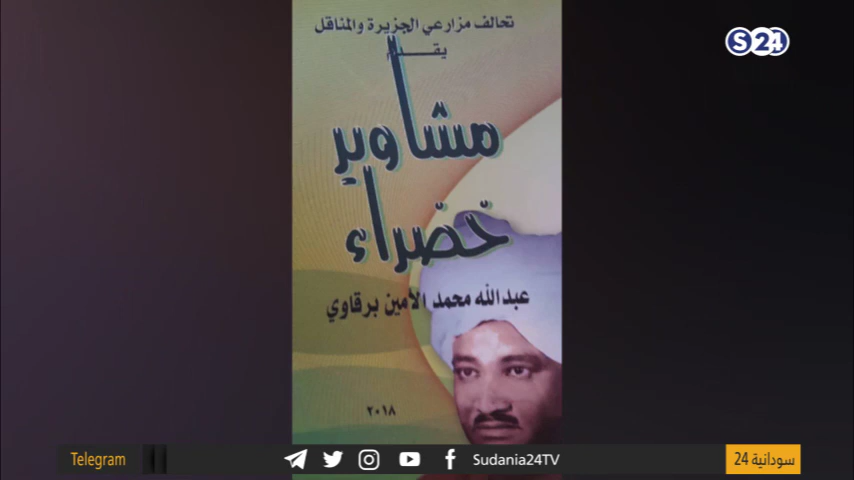 تحالف مزارعي الجزيرة والمناقل
يقدم
مشاوير
خضراء
عبدالله محمد الأمين برقاوي
٢٠١٨
S24
Telegram
Sudania24TV
سودانية 24